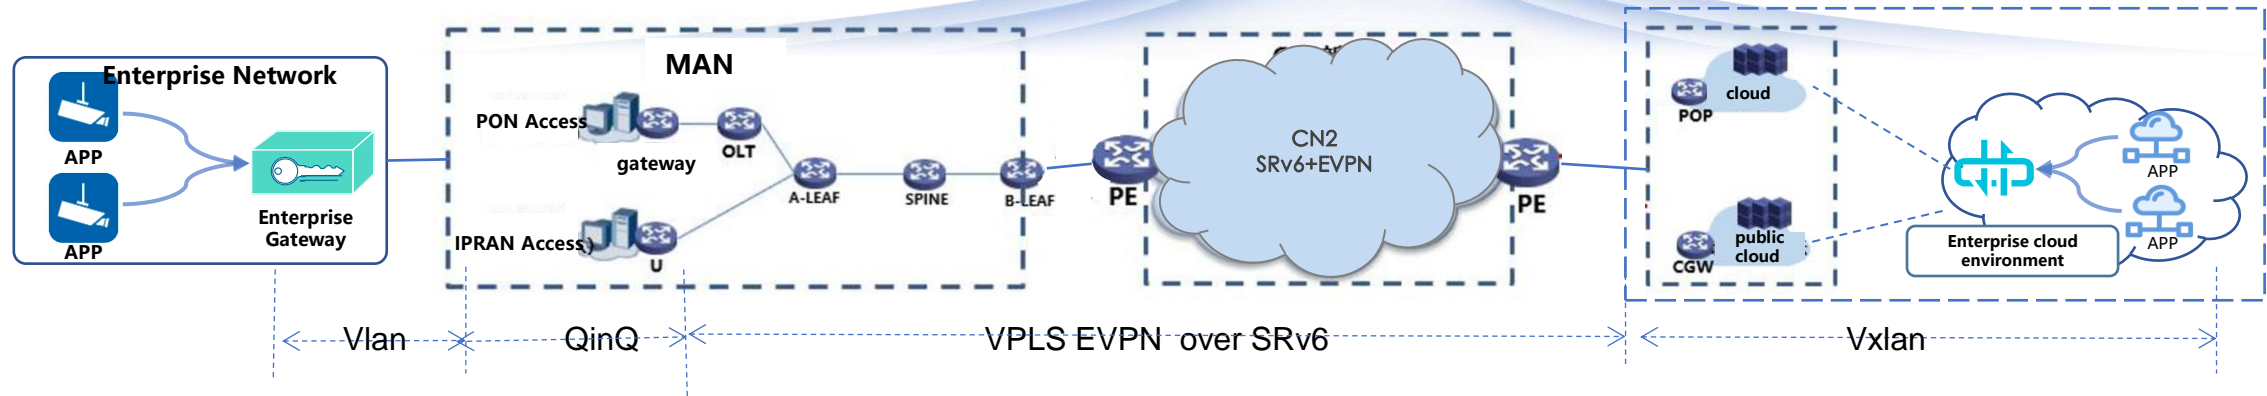 Enterprise Network
APP
APP
Enterprise
Gateway
MAN
PON Access
gateway
OLT
IPRAN Access
U
A-LEAF
SPINE
B-LEAF
PE
CN2
SRv6+EVPN
PE
cloud
POP
public
cloud
CGW
APP
APP
Enterprise cloud
environment
Vlan
QinQ
VPLS EVPN over SRv6
Vxlan